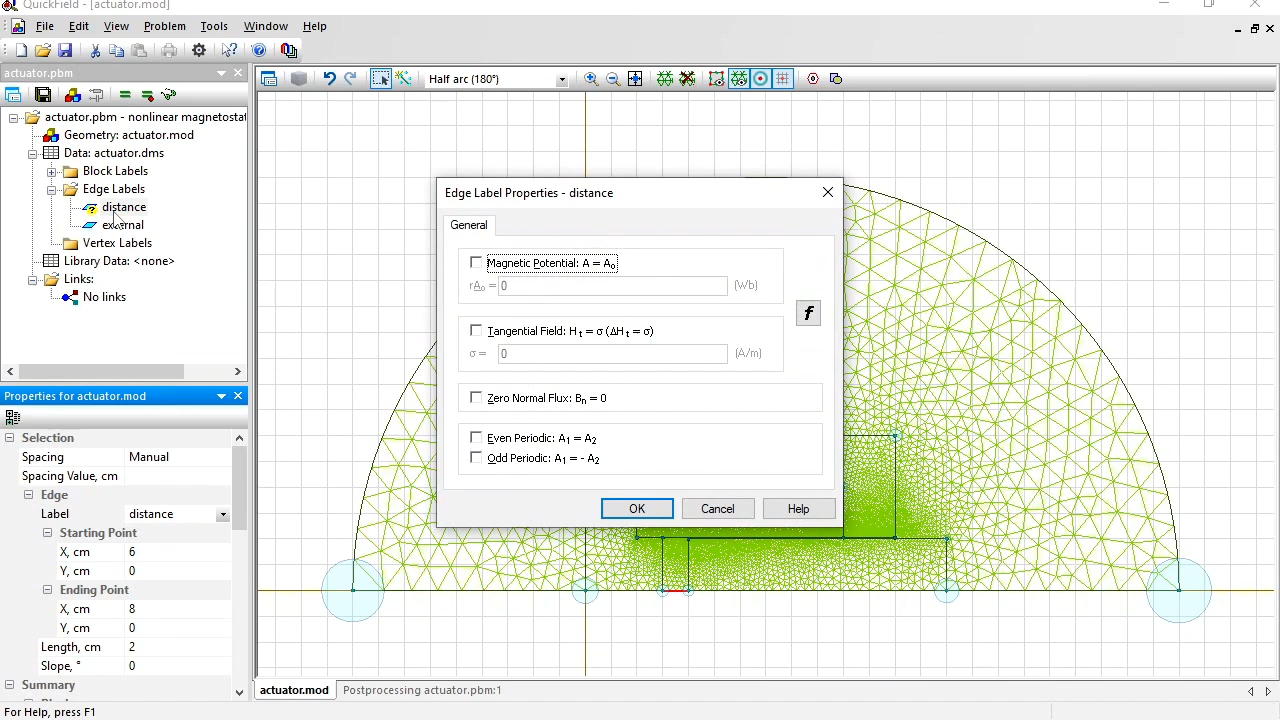 QuickField - [actuator.mod]
File Edit View Problem Tools Window Help
actuator.pbm
Half arc (180°)
actuator.pbm - nonlinear magnetostat
Geometry: actuator.mod
Data: actuator.dms
Block Labels
Edge Labels
distance
external
Vertex Labels
Library Data: <none>
Links:
No links
Properties for actuator.mod
Selection
Spacing Manual
Spacing Value, cm
Edge
Label distance
Starting Point
X, cm 6
Y, cm 0
Ending Point
X, cm 8
Y, cm 0
Length, cm 2
Slope, ° 0
Summary
Edge Label Properties - distance
General
Magnetic Potential: A = A₀
rA₀ = 0 (Wb)
f
Tangential Field: Hₜ = σ (ΔHₜ = σ)
σ = 0 (A/m)
Zero Normal Flux: Bₙ = 0
Even Periodic: A₁ = A₂
Odd Periodic: A₁ = - A₂
OK Cancel Help
actuator.mod Postprocessing actuator.pbm:1
For Help, press F1